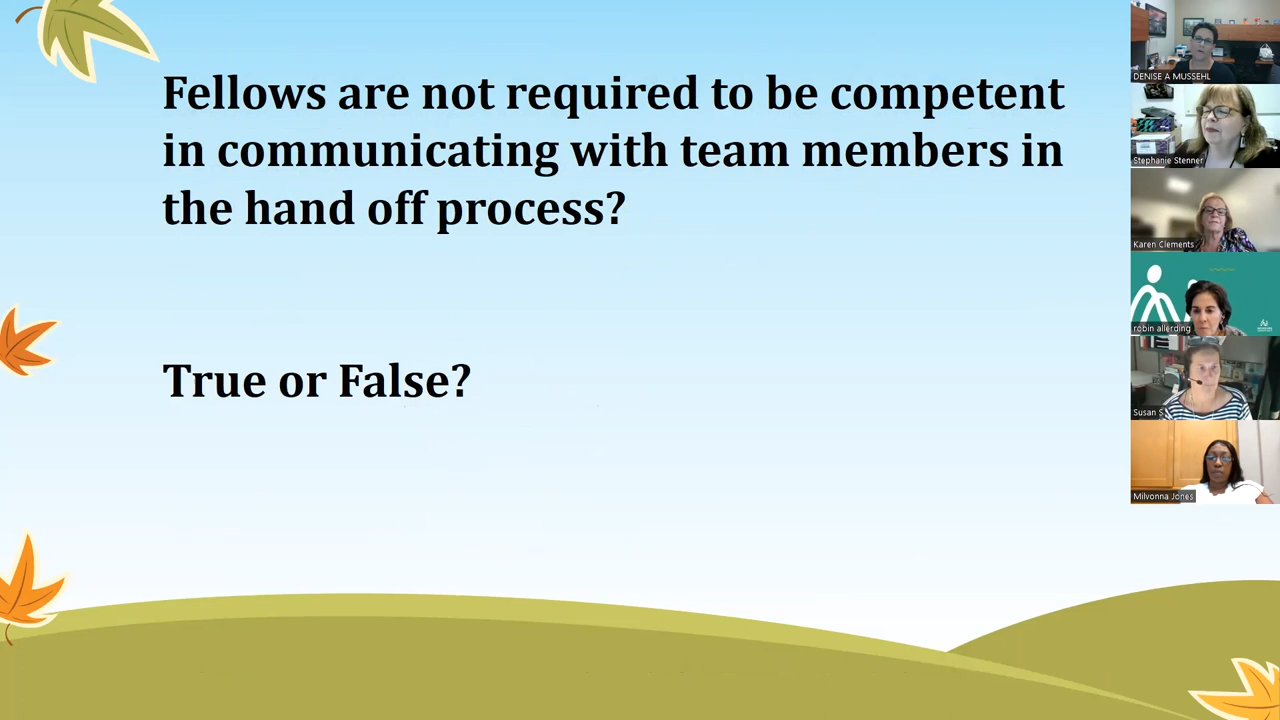 Fellows are not required to be competent
in communicating with team members in
the hand off process?
True or False?
DENISE A MUSSEHL
Stephanie Stenner
Karen Clements
robin allerding
Susan S
Milvonna Jones